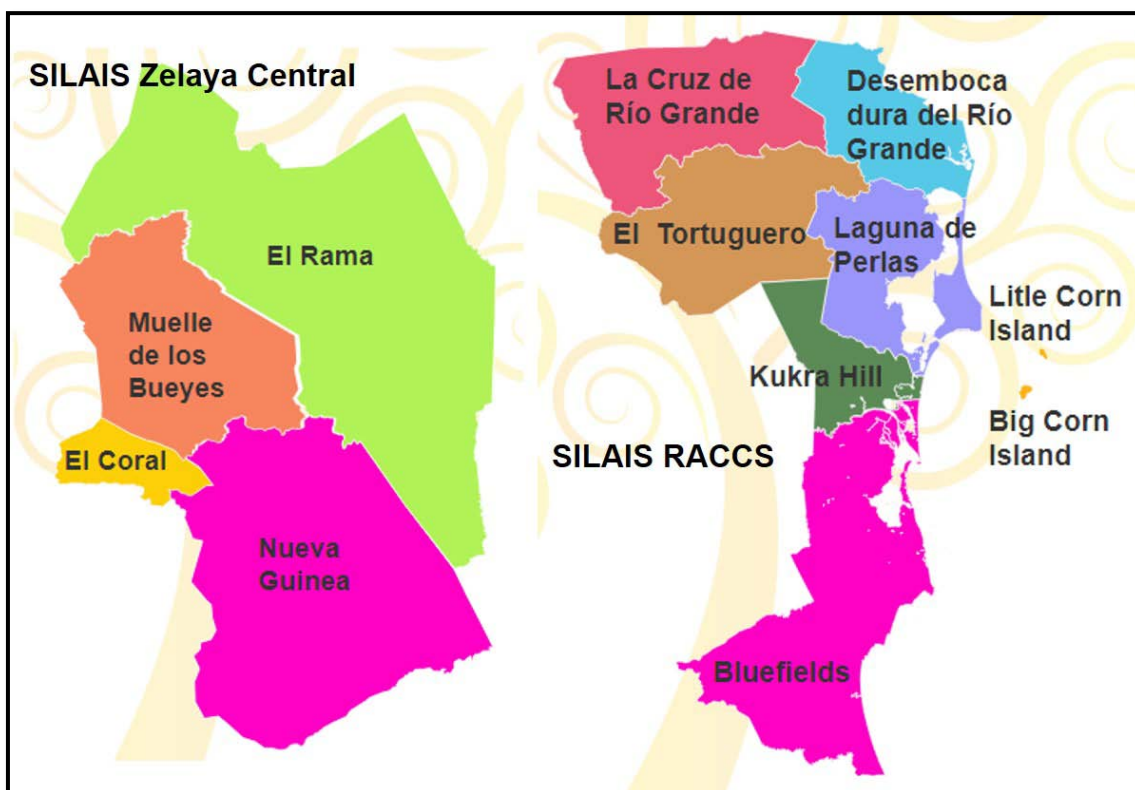 SILAIS Zelaya Central
El Rama
Muelle
de los
Bueyes
El Coral
Nueva
Guinea
La Cruz de
Río Grande
Desemboca
dura del Río
Grande
El Tortuguero
Laguna de
Perlas
Litle Corn
Island
Kukra Hill
Big Corn
Island
SILAIS RACCS
Bluefields